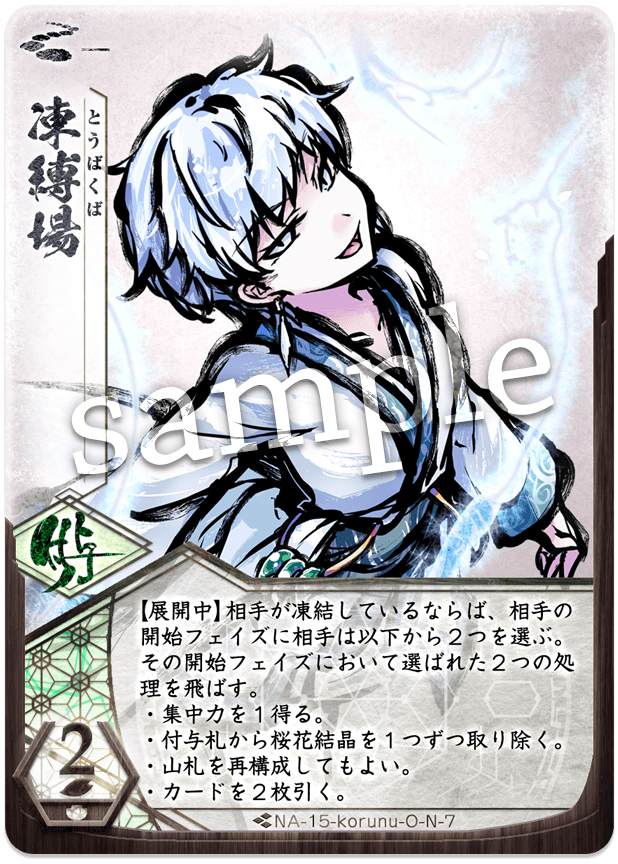 凍縛場
とうばくば
sample
付与
【展開中】相手が凍結しているならば、相手の
開始フェイズに相手は以下から２つを選ぶ。
その開始フェイズにおいて選ばれた２つの処
理を飛ばす。
・集中力を１得る。
・付与札から桜花結晶を１つずつ取り除く。
・山札を再構成してもよい。
・カードを２枚引く。
2
NA-15-korunu-O-N-7